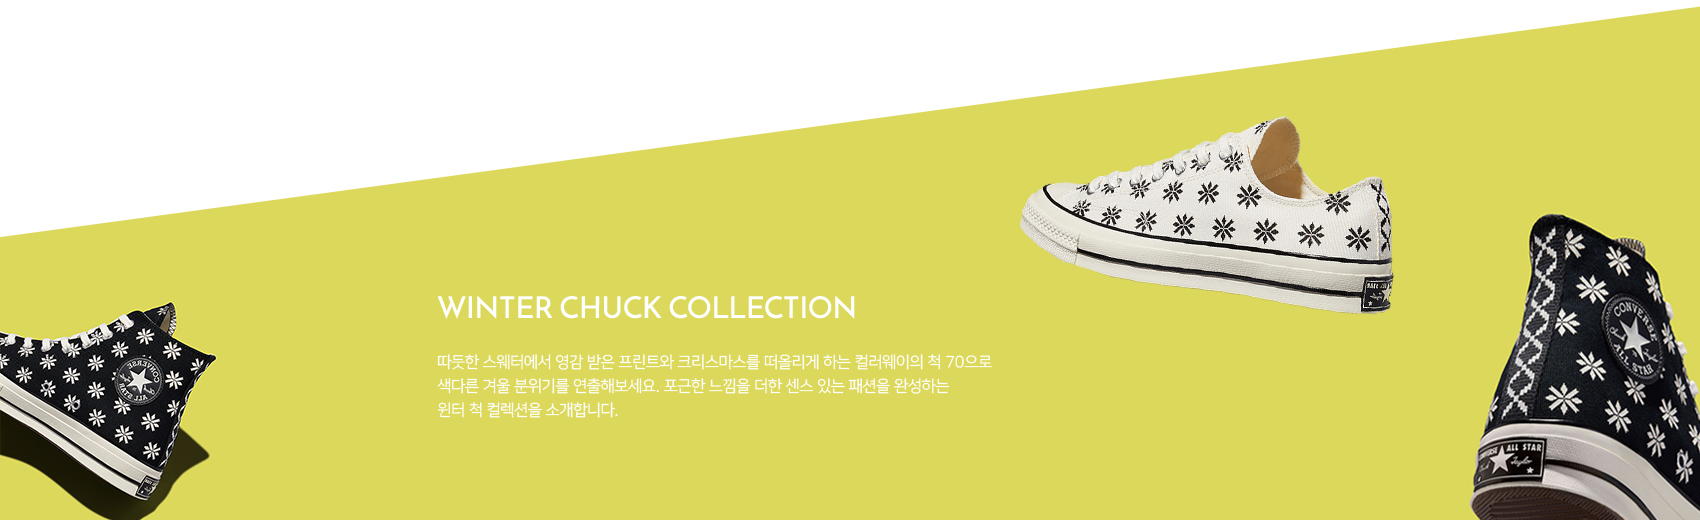 WINTER CHUCK COLLECTION
따듯한 스웨터에서 영감 받은 프린트와 크리스마스를 떠올리게 하는 컬러웨이의 척 70으로
색다른 겨울 분위기를 연출해보세요. 포근한 느낌을 더한 센스 있는 패션을 완성하는
윈터 척 컬렉션을 소개합니다.
CONVERSE
ALL STAR
CONVERSE
ALL STAR
CONVERSE ALL STAR